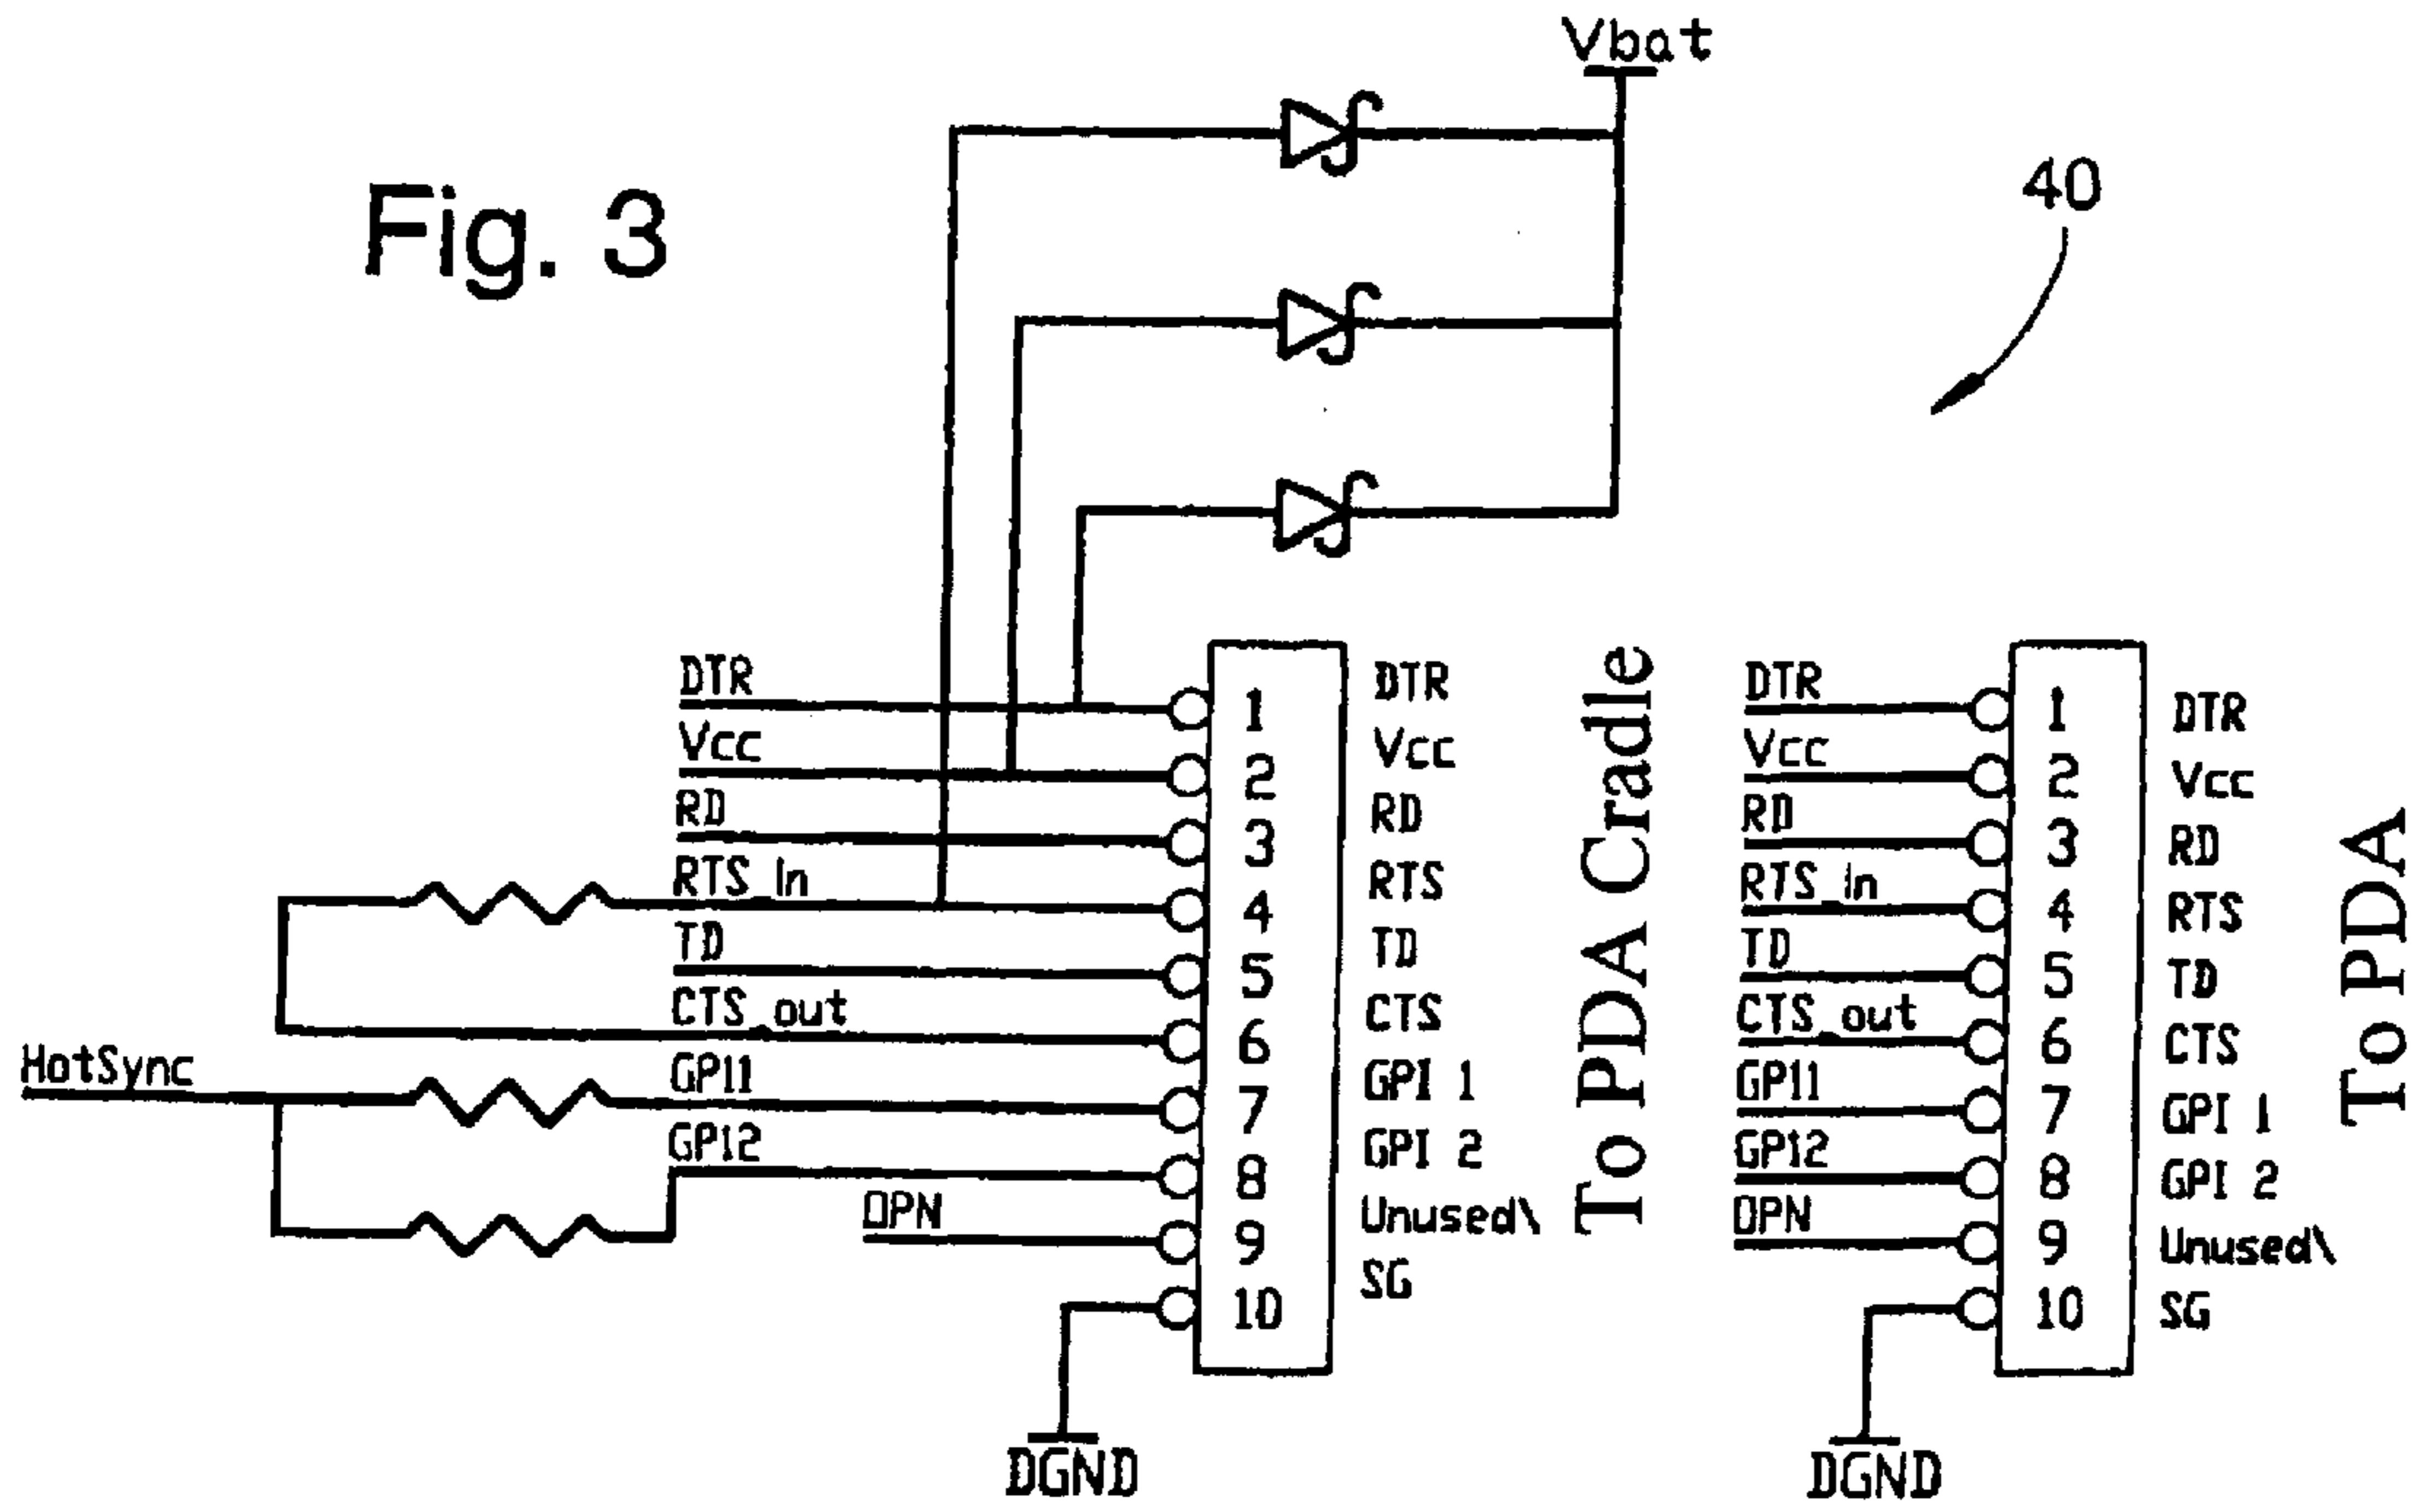 Vbat
40
Fig. 3
DTR
Vcc
RD
RTS_In
TD
CTS_out
HotSync
GPI1
GPI2
OPN
DGND
1
2
3
4
5
6
7
8
9
10
DTR
Vcc
RD
RTS
TD
CTS
GPI 1
GPI 2
Unused\
SG
To PDA Cradle
DTR
Vcc
RD
RTS_In
TD
CTS_out
GPI1
GPI2
OPN
DGND
1
2
3
4
5
6
7
8
9
10
DTR
Vcc
RD
RTS
TD
CTS
GPI 1
GPI 2
Unused\
SG
To PDA